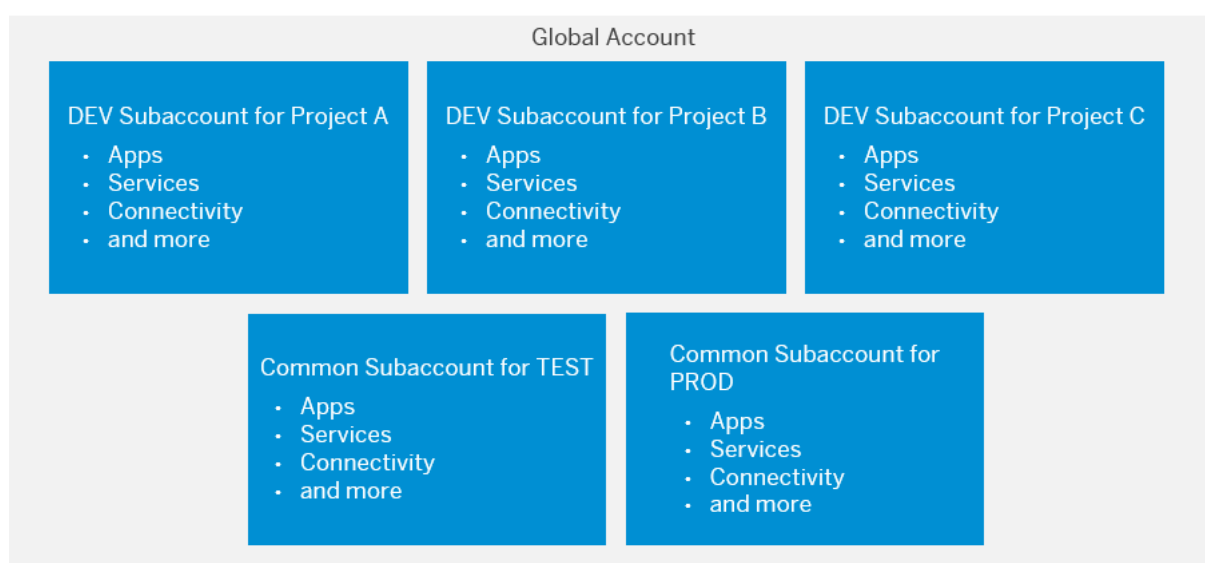 Global Account
DEV Subaccount for Project A
• Apps
• Services
• Connectivity
• and more
DEV Subaccount for Project B
• Apps
• Services
• Connectivity
• and more
DEV Subaccount for Project C
• Apps
• Services
• Connectivity
• and more
Common Subaccount for TEST
• Apps
• Services
• Connectivity
• and more
Common Subaccount for
PROD
• Apps
• Services
• Connectivity
• and more